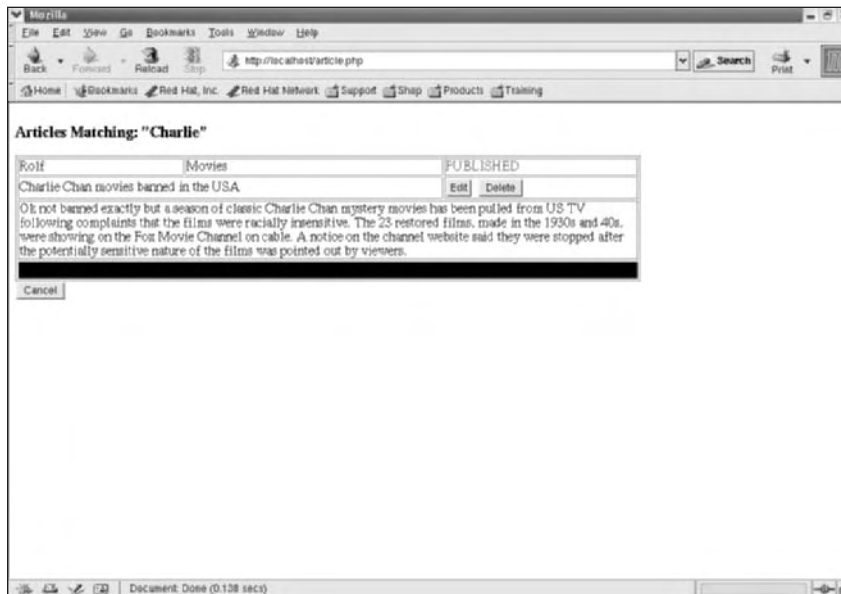 Mozilla
File Edit View Go Bookmarks Tools Window Help
Back Forward Reload Stop http://localhost/article.php Search Print
Home Bookmarks Red Hat, Inc. Red Hat Network Support Shop Products Training
Articles Matching: "Charlie"
Rolf Movies PUBLISHED
Charlie Chan movies banned in the USA Edit Delete
Ok not banned exactly but a season of classic Charlie Chan mystery movies has been pulled from US TV
following complaints that the films were racially insensitive. The 23 restored films, made in the 1930s and 40s,
were showing on the Fox Movie Channel on cable. A notice on the channel website said they were stopped after
the potentially sensitive nature of the films was pointed out by viewers.
Cancel
Document: Done (0.138 secs)